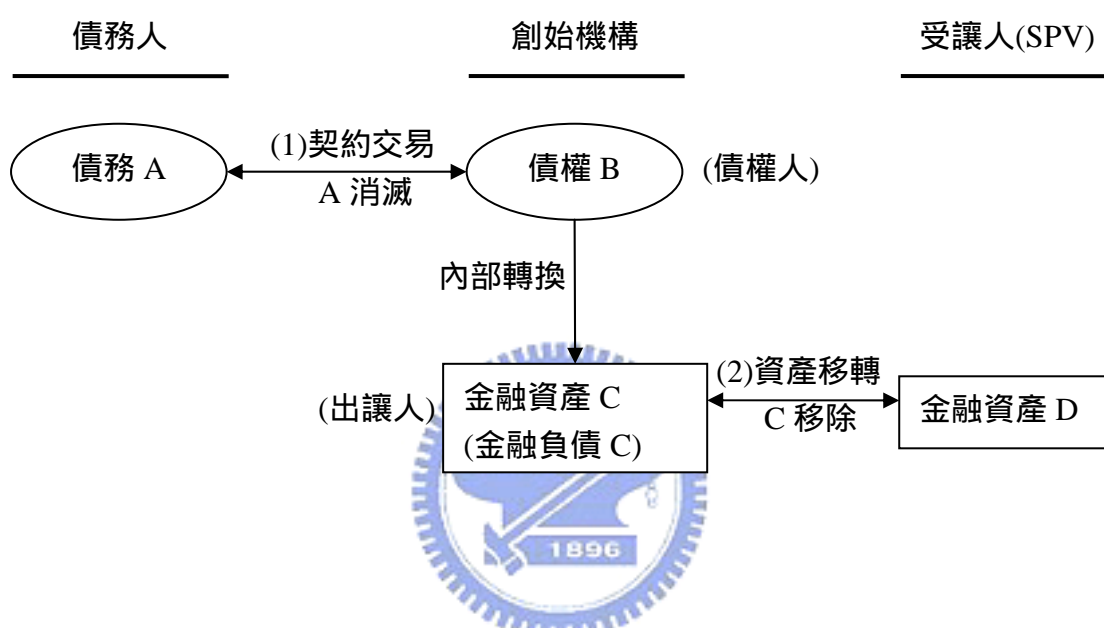 債務人
創始機構
受讓人(SPV)
債務 A
(1)契約交易
A 消滅
債權 B
(債權人)
內部轉換
(出讓人)
金融資產 C
(金融負債 C)
(2)資產移轉
C 移除
金融資產 D
1896